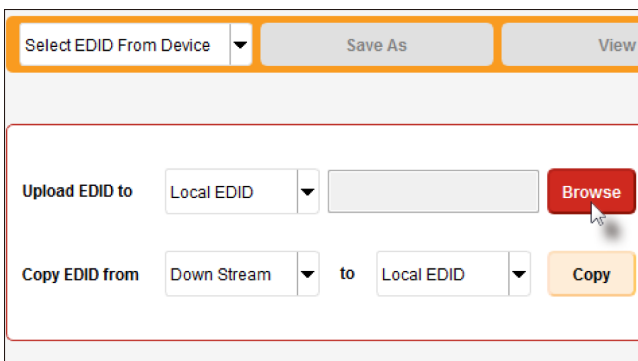 Select EDID From Device Save As View
Upload EDID to Local EDID Browse
Copy EDID from Down Stream to Local EDID Copy